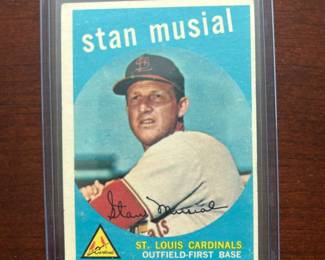 stan musial
Stan Musial
ST. LOUIS CARDINALS
OUTFIELD-FIRST BASE